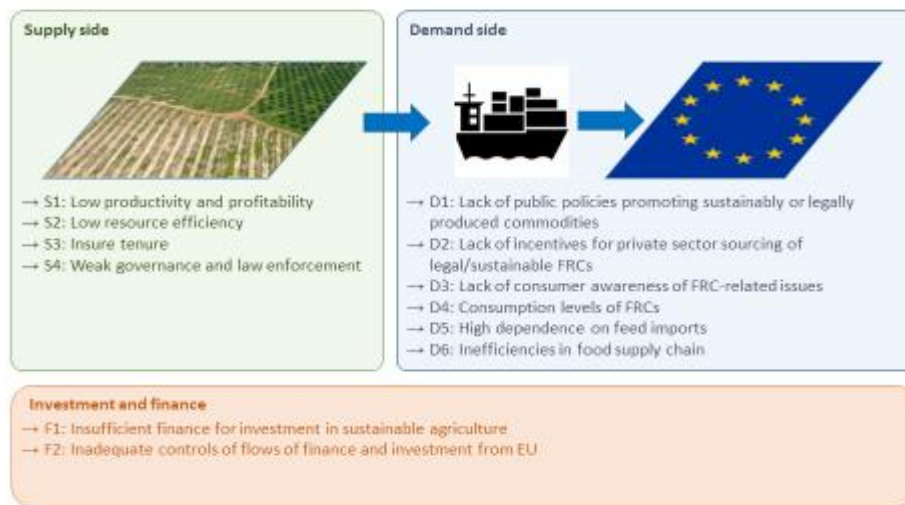 Supply side
→ S1: Low productivity and profitability
→ S2: Low resource efficiency
→ S3: Insure tenure
→ S4: Weak governance and law enforcement
Demand side
→ D1: Lack of public policies promoting sustainably or legally
produced commodities
→ D2: Lack of incentives for private sector sourcing of
legal/sustainable FRCs
→ D3: Lack of consumer awareness of FRC-related issues
→ D4: Consumption levels of FRCs
→ D5: High dependence on feed imports
→ D6: Inefficiencies in food supply chain
Investment and finance
→ F1: Insufficient finance for investment in sustainable agriculture
→ F2: Inadequate controls of flows of finance and investment from EU